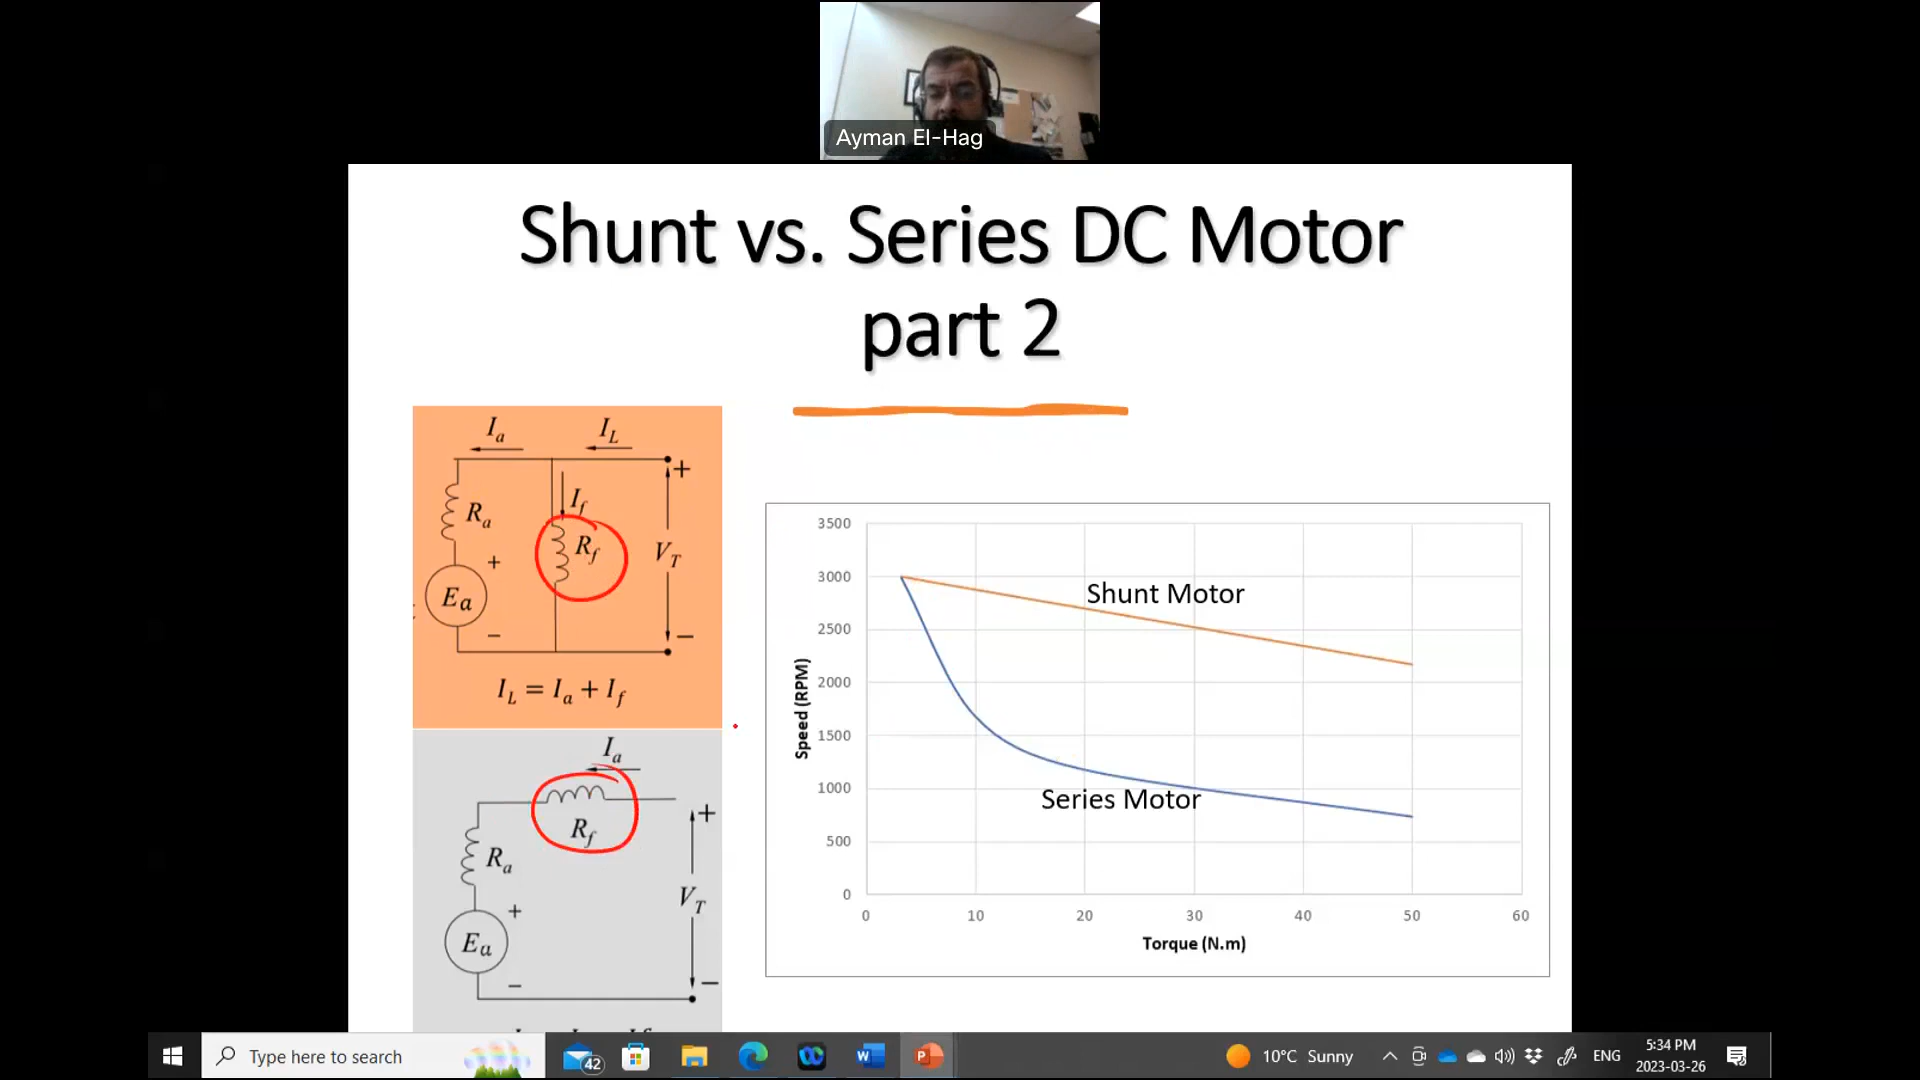 Ayman El-Hag
Shunt vs. Series DC Motor
part 2
I_a
I_L
+
I_f
R_a
R_f
V_T
+
E_a
−
−
I_L = I_a + I_f
I_a
+
R_f
R_a
V_T
+
E_a
−
−
3500
3000
2500
2000
1500
1000
500
0
0 10 20 30 40 50 60
Speed (RPM)
Torque (N.m)
Shunt Motor
Series Motor
Type here to search
42
10°C Sunny
ENG
5:34 PM
2023-03-26